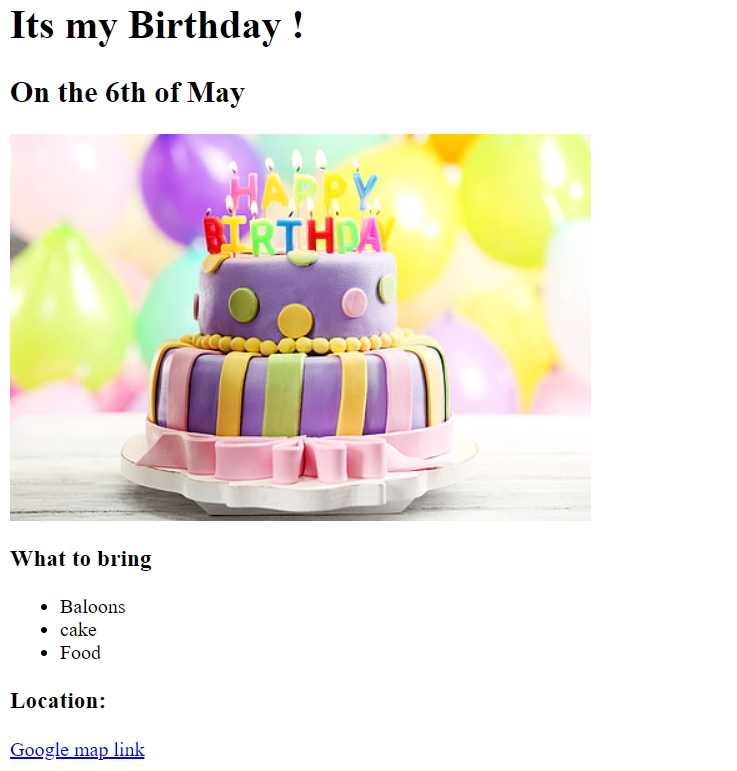 Its my Birthday !
On the 6th of May
HAPPY
BIRTHDAY
What to bring
Baloons
cake
Food
Location:
Google map link